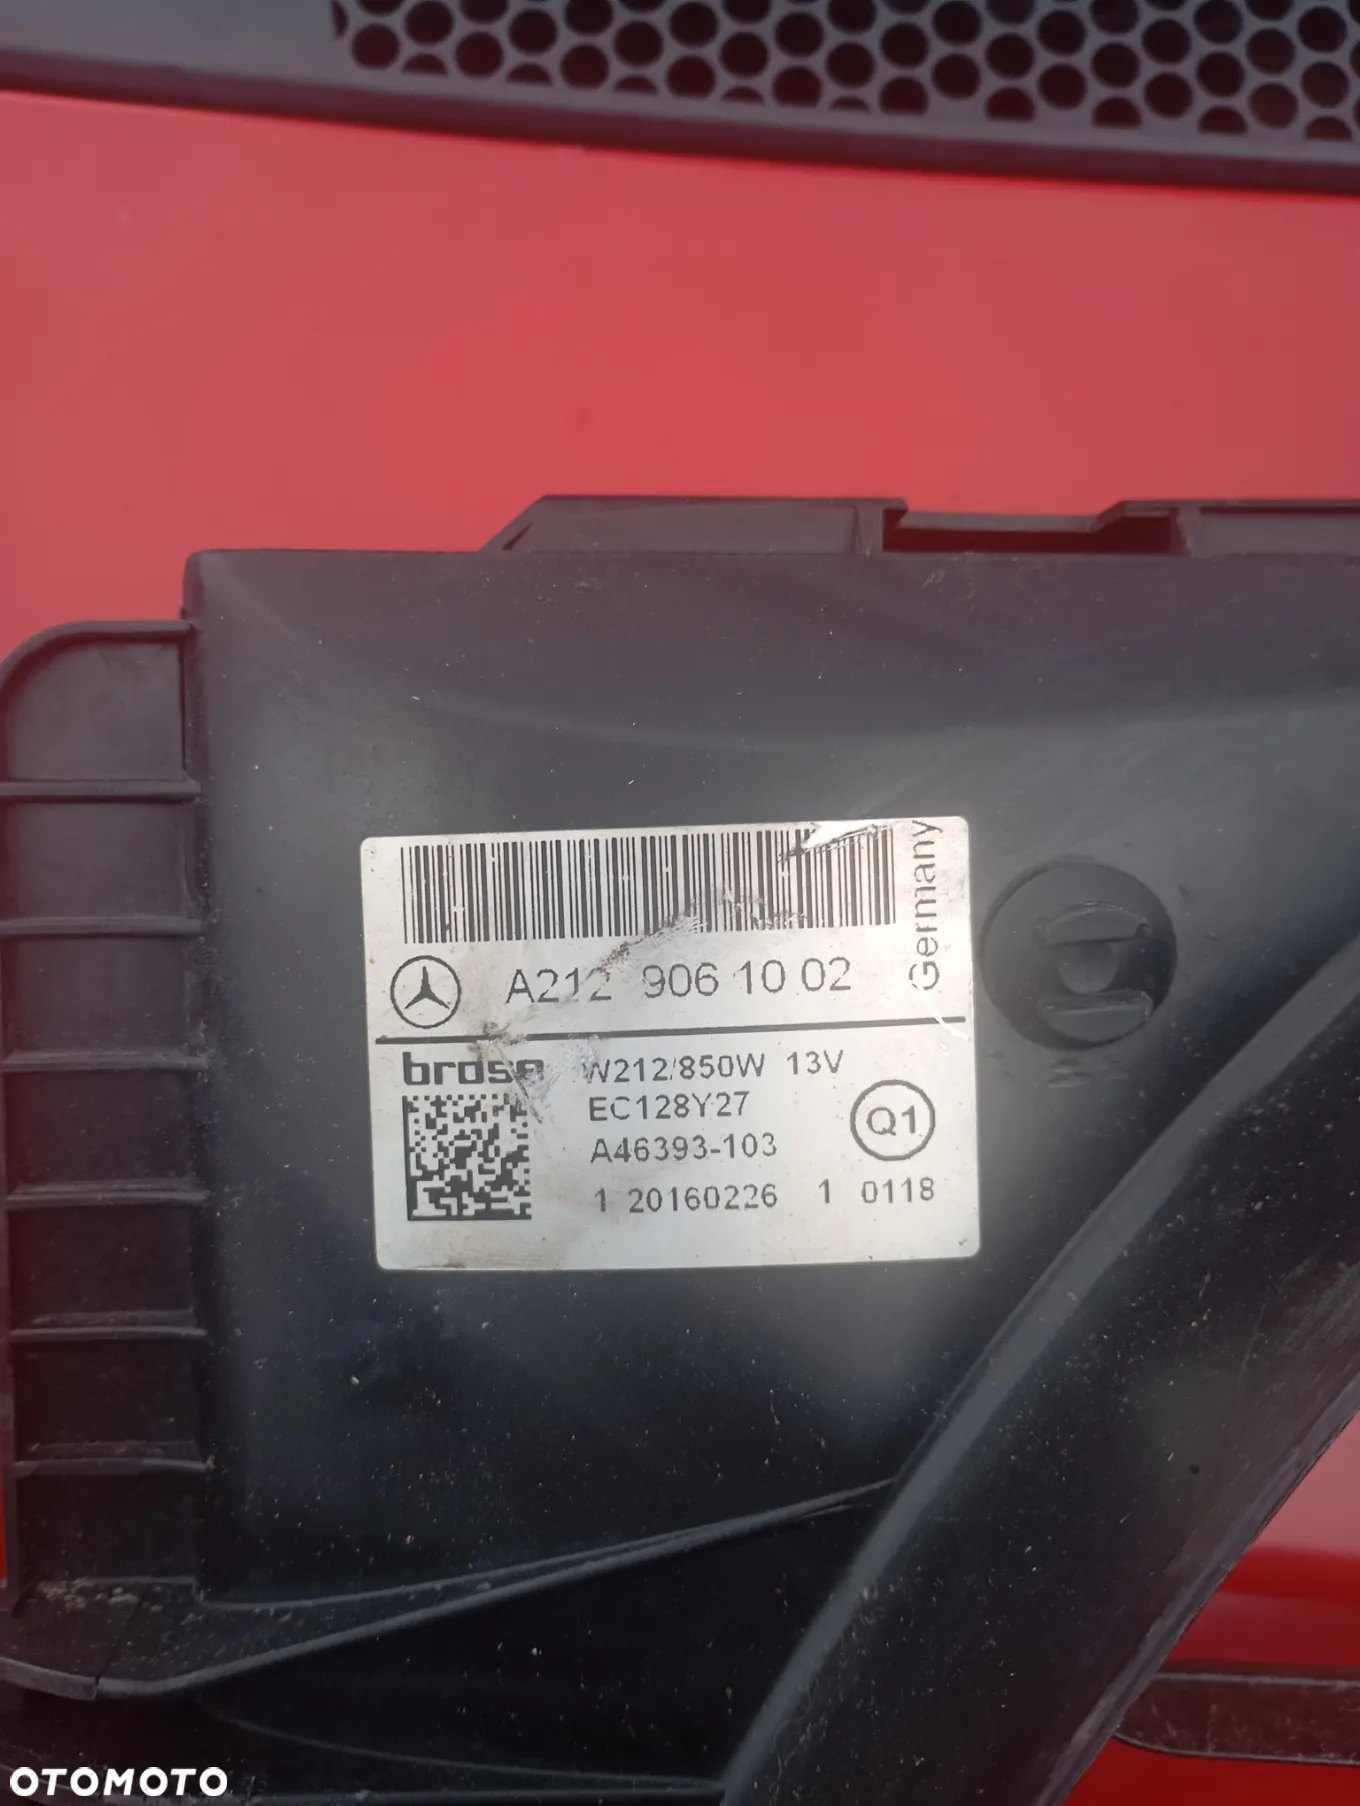 Germany
A212 906 10 02
brose W212/850W 13V
EC128Y27
A46393-103
Q1
1 20160226 1 0118
OTOMOTO